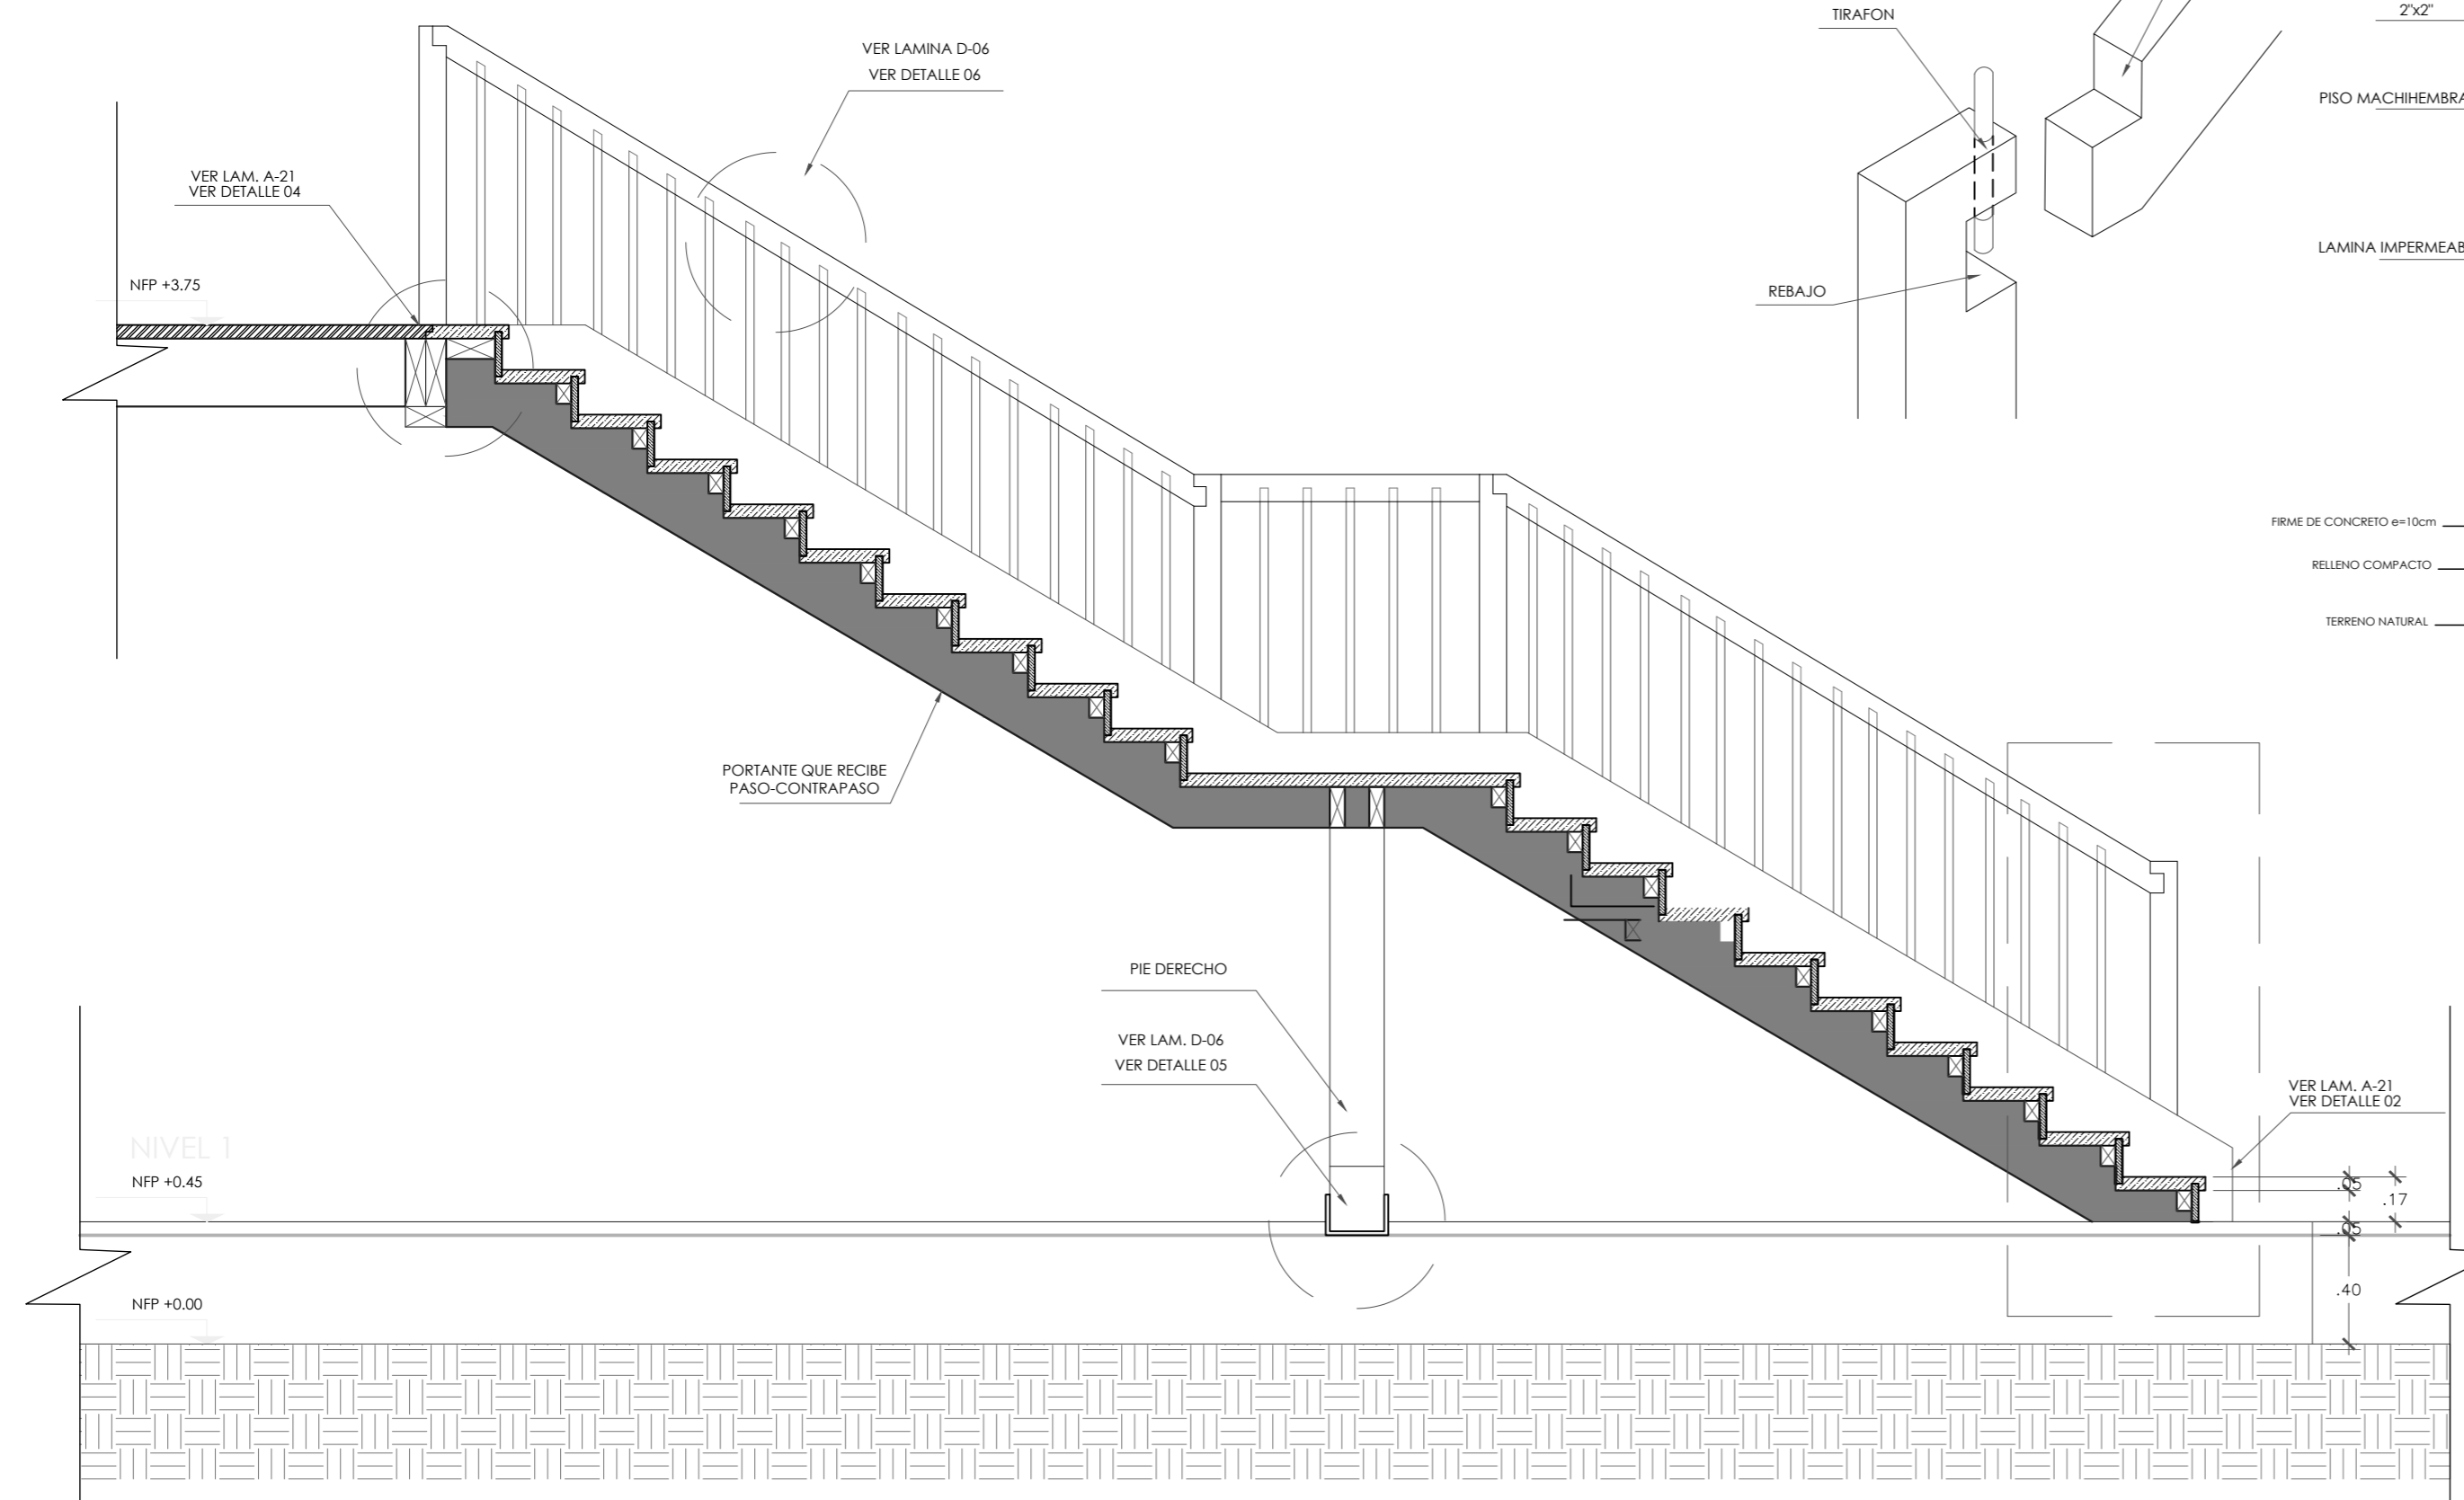 TIRAFON
2"x2"
VER LAMINA D-06
VER DETALLE 06
PISO MACHIHEMBRA
VER LAM. A-21
VER DETALLE 04
LAMINA IMPERMEAB
NFP +3.75
REBAJO
FIRME DE CONCRETO e=10cm
RELLENO COMPACTO
TERRENO NATURAL
PORTANTE QUE RECIBE
PASO-CONTRAPASO
PIE DERECHO
VER LAM. D-06
VER DETALLE 05
VER LAM. A-21
VER DETALLE 02
NIVEL 1
NFP +0.45
.05
.17
.05
.40
NFP +0.00